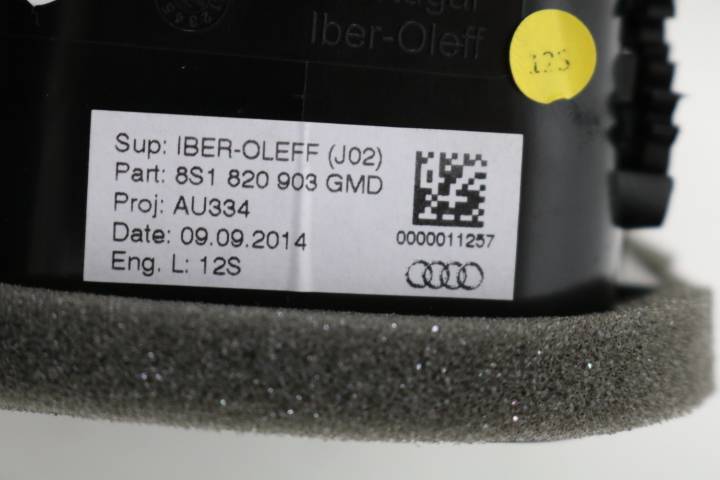 Iber-Oleff
12S
Sup: IBER-OLEFF (J02)
Part: 8S1 820 903 GMD
Proj: AU334
Date: 09.09.2014
Eng. L: 12S
0000011257